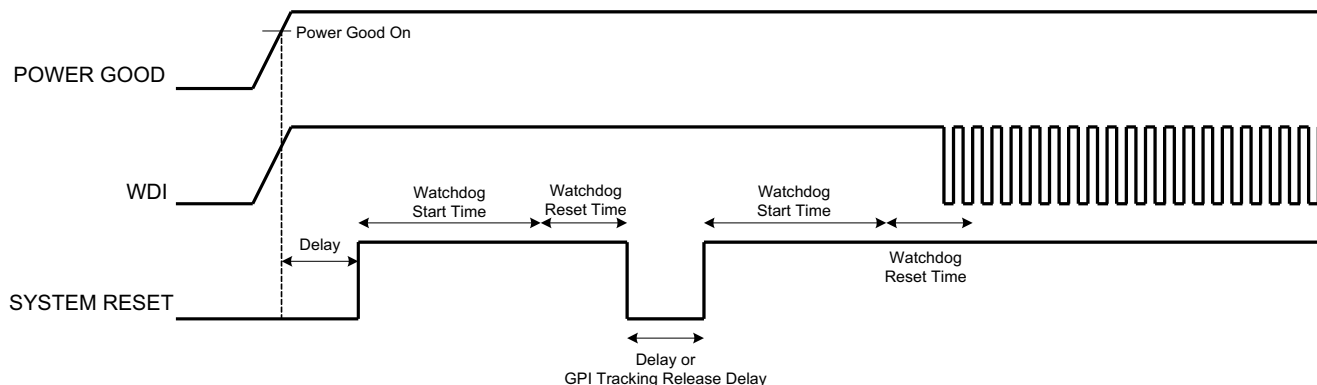 Power Good On
POWER GOOD
WDI
Watchdog
Start Time
Watchdog
Reset Time
Watchdog
Start Time
Delay
Watchdog
Reset Time
SYSTEM RESET
Delay or
GPI Tracking Release Delay